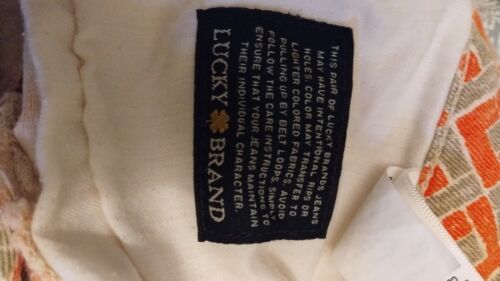 THIS PAIR OF LUCKY BRANDS JEANS
MAY HAVE INTENTIONAL RIPS OR
HOLES. COLOR MAY TRANSFER TO
LIGHTER COLORED FABRICS. AVOID
PULLING UP BY BELT LOOPS. SIMPLY
FOLLOW THE CARE INSTRUCTIONS TO
ENSURE THAT YOUR JEANS MAINTAIN
THEIR INDIVIDUAL CHARACTER.
LUCKY BRAND